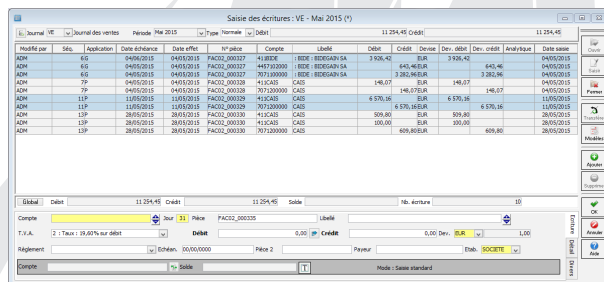 Saisie des écritures : VE - Mai 2015 (*)
Journal VE Journal des ventes Période Mai 2015 Type Normale Débit 11 254,45 Crédit 11 254,45
Modifié par Séq. Application Date échéance Date effet N° pièce Compte Libellé Débit Crédit Devise Dev. débit Dev. crédit Analytique Date saisie
ADM 6 G 04/06/2015 04/05/2015 FAC02_000327 411BIDE : BIDE : BIDEGAIN SA 3 926,42 EUR 3 926,42 04/05/2015
ADM 6 G 04/05/2015 04/05/2015 FAC02_000327 4457102000 : BIDE : BIDEGAIN SA 643,46 EUR 643,46 04/05/2015
ADM 6 G 04/05/2015 04/05/2015 FAC02_000327 7071100000 : BIDE : BIDEGAIN SA 3 282,96 EUR 3 282,96 04/05/2015
ADM 7 P 04/05/2015 04/05/2015 FAC02_000328 411CAIS CAIS 148,07 EUR 148,07 04/05/2015
ADM 7 P 04/05/2015 04/05/2015 FAC02_000328 7071200000 CAIS 148,07 EUR 148,07 04/05/2015
ADM 11 P 11/05/2015 11/05/2015 FAC02_000329 411CAIS CAIS 6 570,16 EUR 6 570,16 11/05/2015
ADM 11 P 11/05/2015 11/05/2015 FAC02_000329 7071200000 CAIS 6 570,16 EUR 6 570,16 11/05/2015
ADM 13 P 28/05/2015 28/05/2015 FAC02_000330 411CAIS CAIS 509,80 EUR 509,80 28/05/2015
ADM 13 P 28/05/2015 28/05/2015 FAC02_000330 411CAIS CAIS 100,00 EUR 100,00 28/05/2015
ADM 13 P 28/05/2015 28/05/2015 FAC02_000330 7071200000 CAIS 609,80 EUR 609,80 28/05/2015
Global Débit 11 254,45 Crédit 11 254,45 Solde Nb. écriture 10
Compte Jour 31 Pièce FAC02_000335 Libellé
T.V.A. 2 : Taux : 19,60% sur débit Débit 0,00 Crédit 0,00 Dev. EUR 1,00
Règlement Echéan. 00/00/0000 Pièce 2 Payeur Etab. SOCIETE
Compte Solde Mode : Saisie standard
Ecriture
Détail
Divers
Ouvrir
Saisir
Fermer
Transférer
Modèles
Ajouter
Supprimer
OK
Annuler
Aide